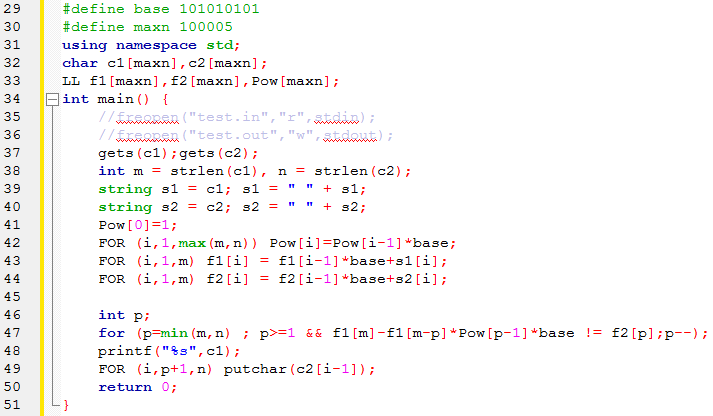 29 #define base 101010101
30 #define maxn 100005
31 using namespace std;
32 char c1[maxn],c2[maxn];
33 LL f1[maxn],f2[maxn],Pow[maxn];
34 int main() {
35 //freopen("test.in","r",stdin);
36 //freopen("test.out","w",stdout);
37 gets(c1);gets(c2);
38 int m = strlen(c1), n = strlen(c2);
39 string s1 = c1; s1 = " " + s1;
40 string s2 = c2; s2 = " " + s2;
41 Pow[0]=1;
42 FOR (i,1,max(m,n)) Pow[i]=Pow[i-1]*base;
43 FOR (i,1,m) f1[i] = f1[i-1]*base+s1[i];
44 FOR (i,1,m) f2[i] = f2[i-1]*base+s2[i];
45
46 int p;
47 for (p=min(m,n) ; p>=1 && f1[m]-f1[m-p]*Pow[p-1]*base != f2[p];p--);
48 printf("%s",c1);
49 FOR (i,p+1,n) putchar(c2[i-1]);
50 return 0;
51 }